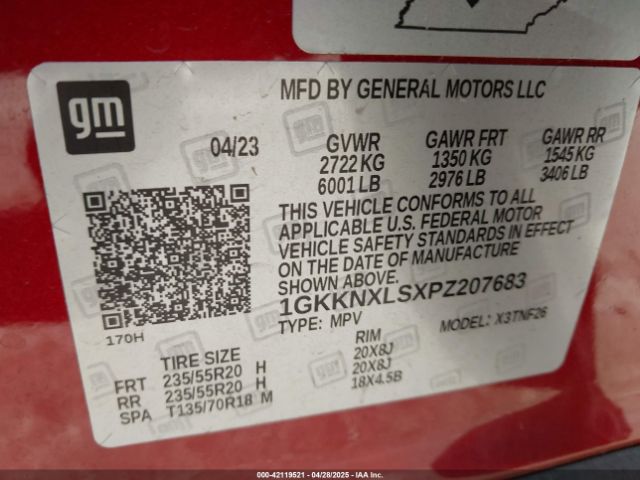 gm
MFD BY GENERAL MOTORS LLC
04/23
GVWR GAWR FRT GAWR RR
2722 KG 1350 KG 1545 KG
6001 LB 2976 LB 3406 LB
THIS VEHICLE CONFORMS TO ALL
APPLICABLE U.S. FEDERAL MOTOR
VEHICLE SAFETY STANDARDS IN EFFECT
ON THE DATE OF MANUFACTURE
SHOWN ABOVE.
1GKKNXLSXPZ207683
TYPE: MPV MODEL: X3TNF26
170H
TIRE SIZE RIM
FRT 235/55R20 H 20X8J
RR 235/55R20 H 20X8J
SPA T135/70R18 M 18X4.5B
000-42119521 - 04/28/2025 - IAA Inc.